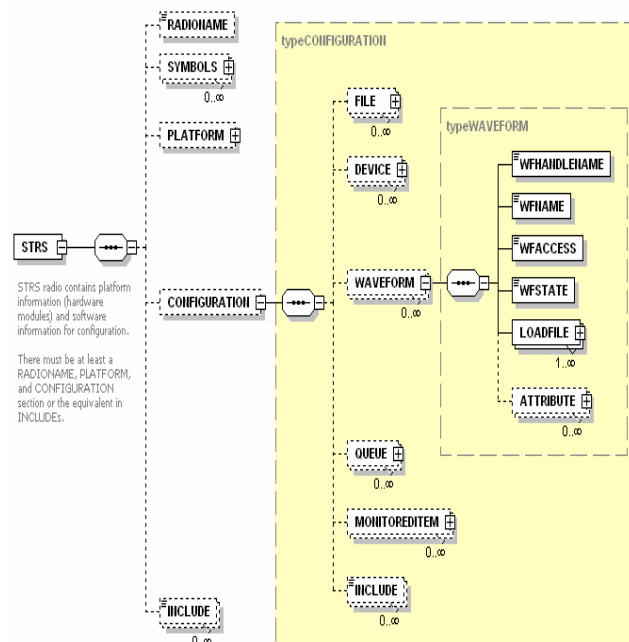 RADIONAME
SYMBOLS
0..∞
PLATFORM
STRS
STRS radio contains platform
information (hardware
modules) and software
information for configuration.
There must be at least a
RADIONAME, PLATFORM,
and CONFIGURATION
section or the equivalent in
INCLUDEs.
CONFIGURATION
INCLUDE
0..∞
typeCONFIGURATION
FILE
0..∞
DEVICE
0..∞
WAVEFORM
0..∞
QUEUE
0..∞
MONITOREDITEM
0..∞
INCLUDE
0..∞
typeWAVEFORM
WFHANDLENAME
WFNAME
WFACCESS
WFSTATE
LOADFILE
1..∞
ATTRIBUTE
0..∞